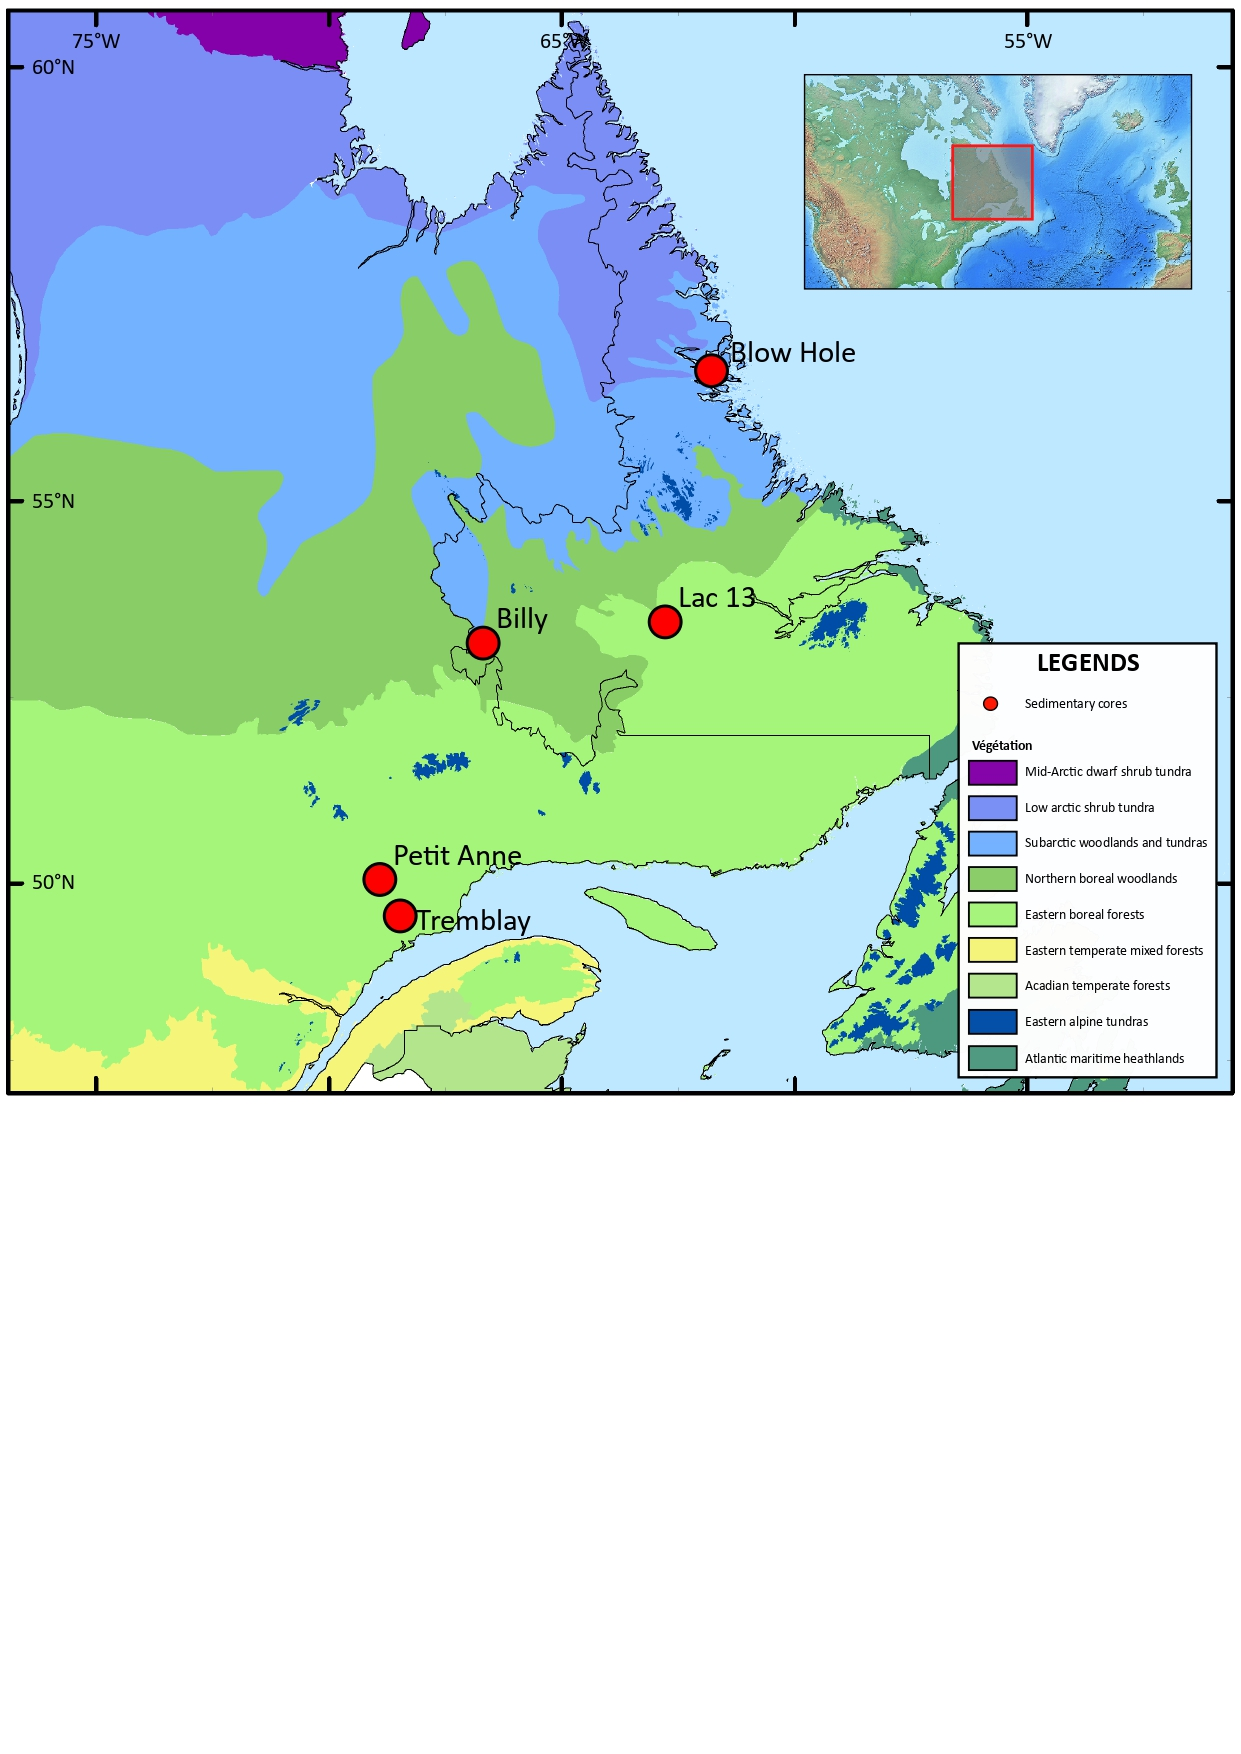 75°W
65°W
55°W
60°N
Blow Hole
55°N
Lac 13
Billy
LEGENDS
Sedimentary cores
Végétation
Mid-Arctic dwarf shrub tundra
Low arctic shrub tundra
Subarctic woodlands and tundras
Petit Anne
50°N
Northern boreal woodlands
Tremblay
Eastern boreal forests
Eastern temperate mixed forests
Acadian temperate forests
Eastern alpine tundras
Atlantic maritime heathlands